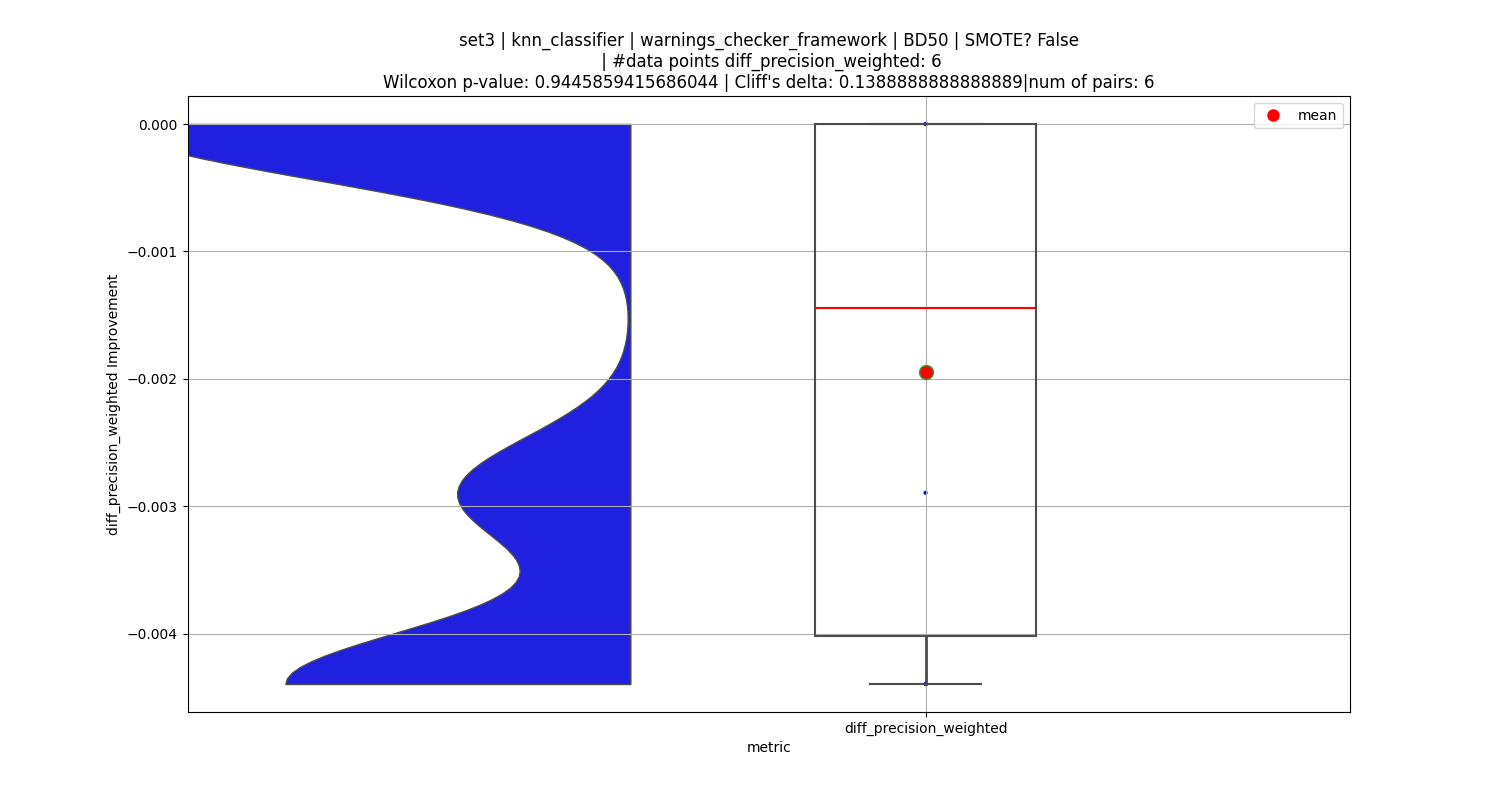 set3 | knn_classifier | warnings_checker_framework | BD50 | SMOTE? False
| #data points diff_precision_weighted: 6
Wilcoxon p-value: 0.9445859415686044 | Cliff's delta: 0.1388888888888889|num of pairs: 6
mean
0.000
−0.001
−0.002
−0.003
−0.004
diff_precision_weighted Improvement
diff_precision_weighted
metric